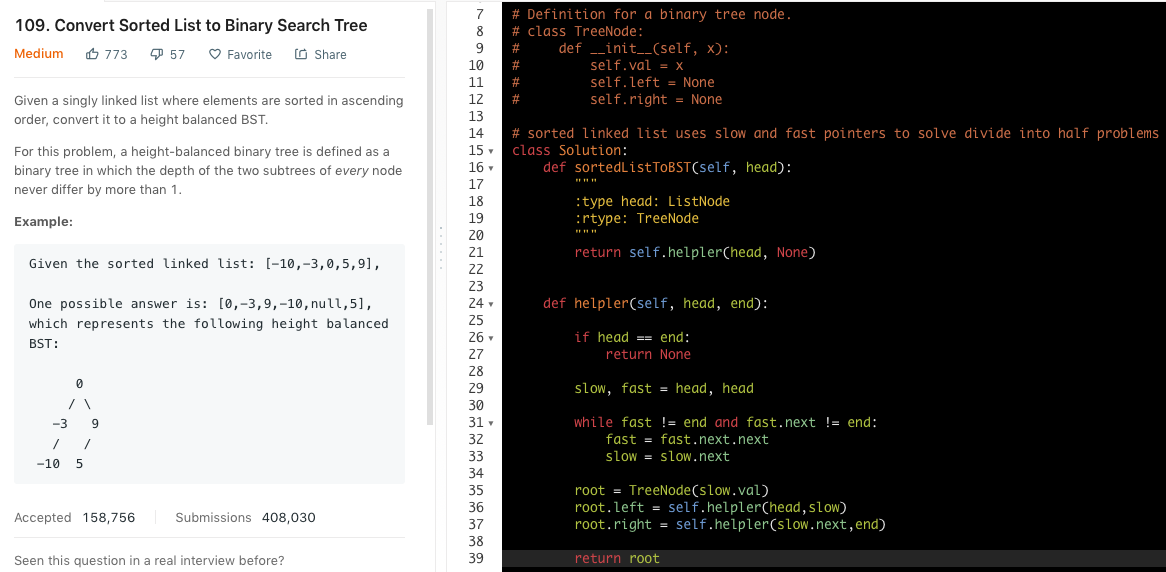 109. Convert Sorted List to Binary Search Tree
Medium 773 57 Favorite Share
Given a singly linked list where elements are sorted in ascending
order, convert it to a height balanced BST.
For this problem, a height-balanced binary tree is defined as a
binary tree in which the depth of the two subtrees of every node
never differ by more than 1.
Example:
Given the sorted linked list: [-10,-3,0,5,9],
One possible answer is: [0,-3,9,-10,null,5],
which represents the following height balanced
BST:
0
/ \
-3 9
/ /
-10 5
Accepted 158,756 Submissions 408,030
Seen this question in a real interview before?
7 # Definition for a binary tree node.
8 # class TreeNode:
9 #     def __init__(self, x):
10 #         self.val = x
11 #         self.left = None
12 #         self.right = None
13
14 # sorted linked list uses slow and fast pointers to solve divide into half problems
15 class Solution:
16     def sortedListToBST(self, head):
17         """
18         :type head: ListNode
19         :rtype: TreeNode
20         """
21         return self.helpler(head, None)
22
23
24     def helpler(self, head, end):
25
26         if head == end:
27             return None
28
29         slow, fast = head, head
30
31         while fast != end and fast.next != end:
32             fast = fast.next.next
33             slow = slow.next
34
35         root = TreeNode(slow.val)
36         root.left = self.helpler(head,slow)
37         root.right = self.helpler(slow.next,end)
38
39         return root